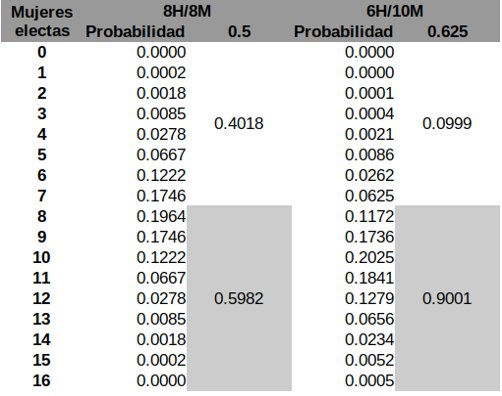 Mujeres electas 8H/8M 6H/10M
Probabilidad 0.5 Probabilidad 0.625
0 0.0000 0.0000
1 0.0002 0.0000
2 0.0018 0.0001
3 0.0085 0.0004
0.4018 0.0999
4 0.0278 0.0021
5 0.0667 0.0086
6 0.1222 0.0262
7 0.1746 0.0625
8 0.1964 0.1172
9 0.1746 0.1736
10 0.1222 0.2025
11 0.0667 0.1841
12 0.0278 0.5982 0.1279 0.9001
13 0.0085 0.0656
14 0.0018 0.0234
15 0.0002 0.0052
16 0.0000 0.0005